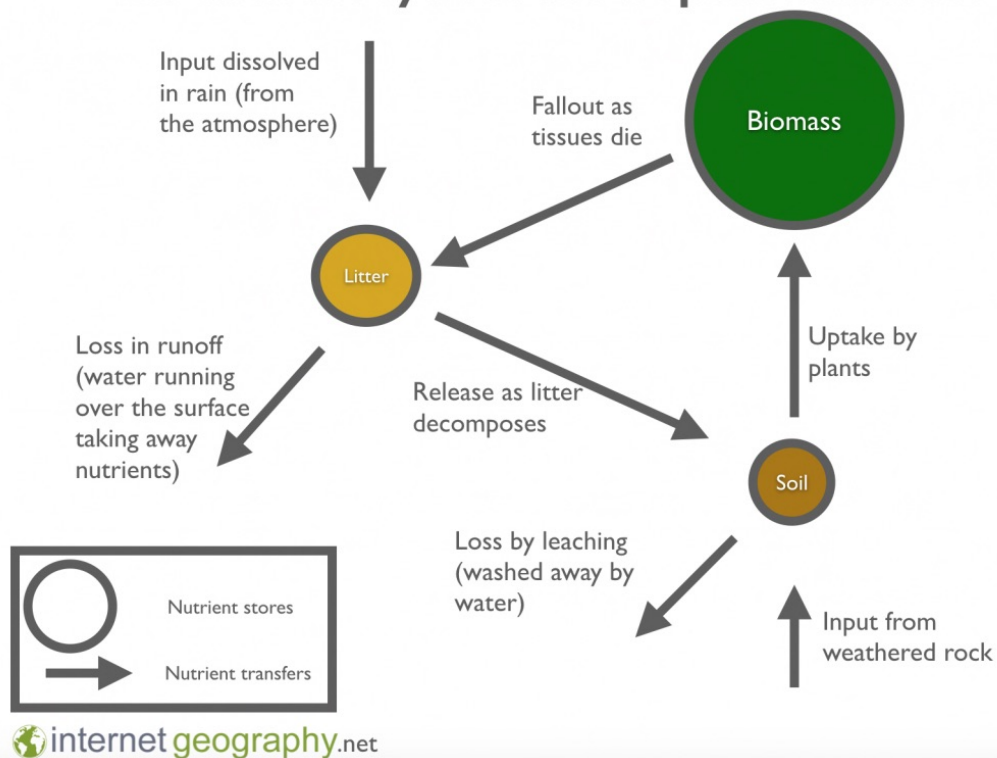 Input dissolved
in rain (from
the atmosphere)
Fallout as
tissues die
Biomass
Litter
Loss in runoff
(water running
over the surface
taking away
nutrients)
Release as litter
decomposes
Uptake by
plants
Soil
Loss by leaching
(washed away by
water)
Input from
weathered rock
Nutrient stores
Nutrient transfers
internetgeography.net